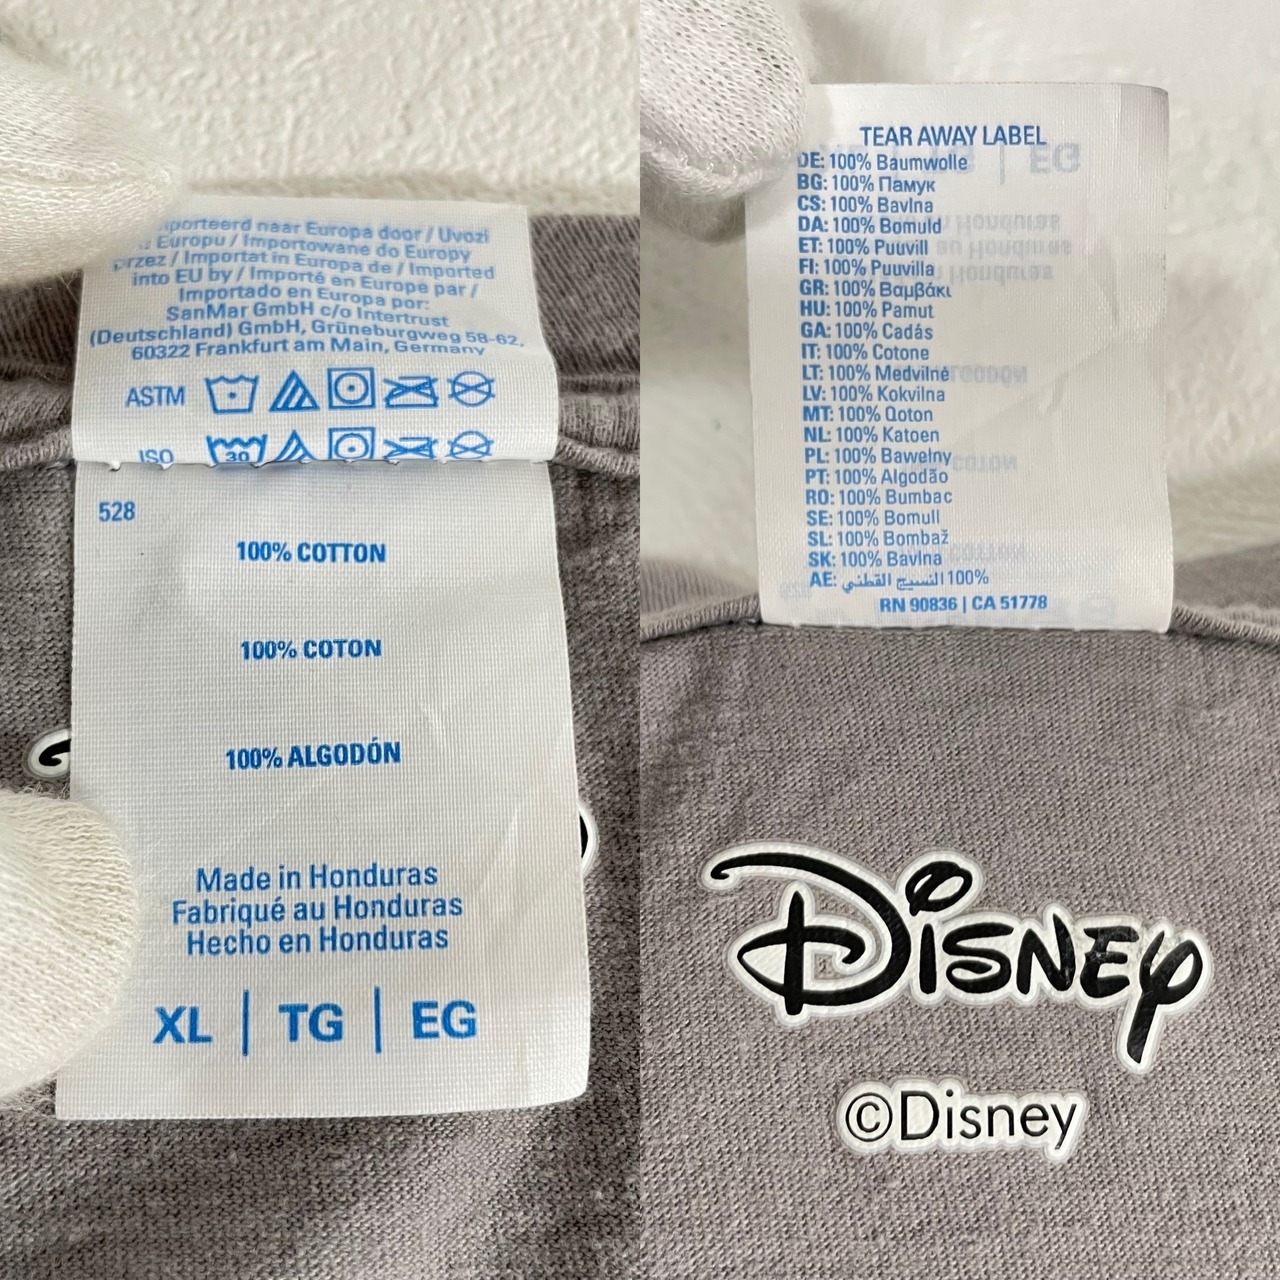 porteerd naar Europa door / Uvozi
Europu / Importowane do Europy
przez / Importat in Europa de / Imported
into EU by / Importé en Europe par /
Importado en Europa por:
SanMar GmbH c/o Intertrust
(Deutschland) GmbH, Grüneburgweg 58-62,
60322 Frankfurt am Main, Germany
ASTM
ISO 30
528
100% COTTON
100% COTON
100% ALGODÓN
Made in Honduras
Fabriqué au Honduras
Hecho en Honduras
XL | TG | EG
TEAR AWAY LABEL
DE: 100% Baumwolle
BG: 100% Памук
CS: 100% Bavlna
DA: 100% Bomuld
ET: 100% Puuvill
FI: 100% Puuvilla
GR: 100% Βαμβάκι
HU: 100% Pamut
GA: 100% Cadás
IT: 100% Cotone
LT: 100% Medvilnė
LV: 100% Kokvilna
MT: 100% Qoton
NL: 100% Katoen
PL: 100% Bawełny
PT: 100% Algodão
RO: 100% Bumbac
SE: 100% Bomull
SL: 100% Bombaž
SK: 100% Bavlna
AE: النسيج القطني 100%
RN 90836 | CA 51778
Disney
©Disney